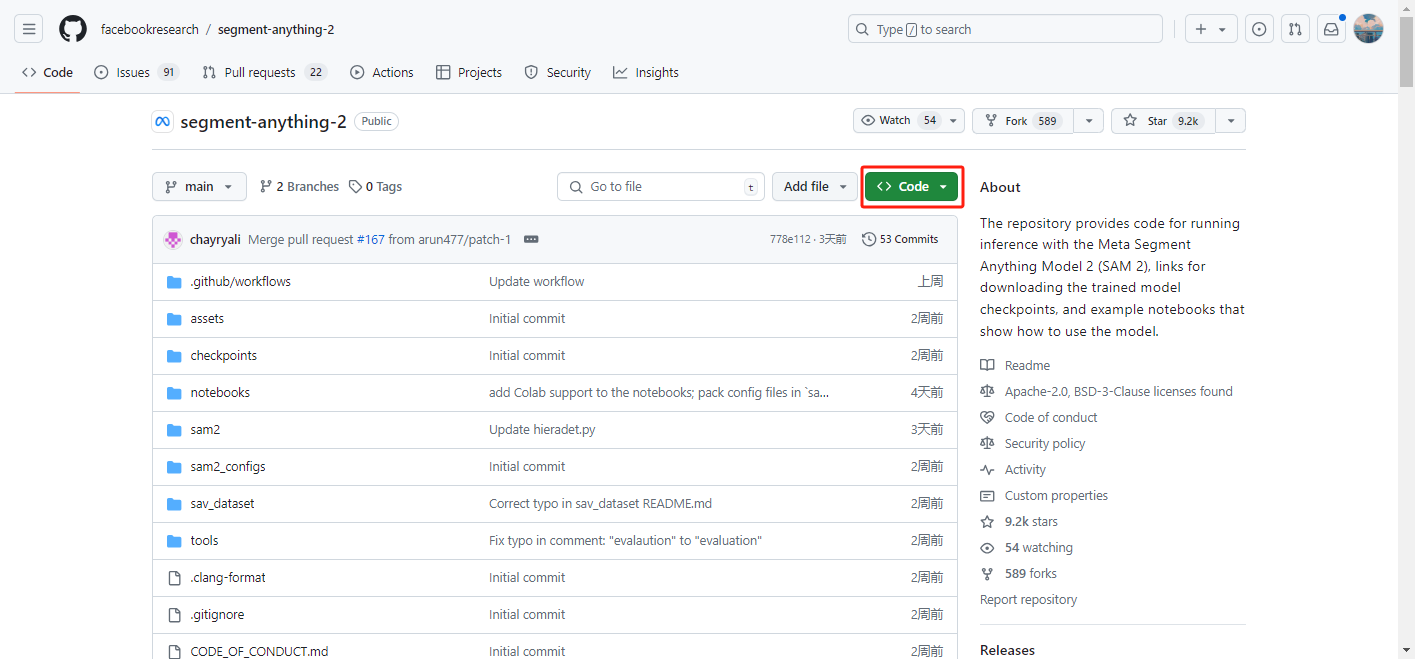 facebookresearch / segment-anything-2
Type / to search
Code Issues 91 Pull requests 22 Actions Projects Security Insights
segment-anything-2 Public
Watch 54 Fork 589 Star 9.2k
main 2 Branches 0 Tags Go to file t Add file Code
chayryali Merge pull request #167 from arun477/patch-1 778e112 · 3天前 53 Commits
.github/workflows Update workflow 上周
assets Initial commit 2周前
checkpoints Initial commit 2周前
notebooks add Colab support to the notebooks; pack config files in `sa... 4天前
sam2 Update hieradet.py 3天前
sam2_configs Initial commit 2周前
sav_dataset Correct typo in sav_dataset README.md 2周前
tools Fix typo in comment: "evalaution" to "evaluation" 2周前
.clang-format Initial commit 2周前
.gitignore Initial commit 2周前
CODE_OF_CONDUCT.md Initial commit 2周前
About
The repository provides code for running
inference with the Meta Segment
Anything Model 2 (SAM 2), links for
downloading the trained model
checkpoints, and example notebooks that
show how to use the model.
Readme
Apache-2.0, BSD-3-Clause licenses found
Code of conduct
Security policy
Activity
Custom properties
9.2k stars
54 watching
589 forks
Report repository
Releases